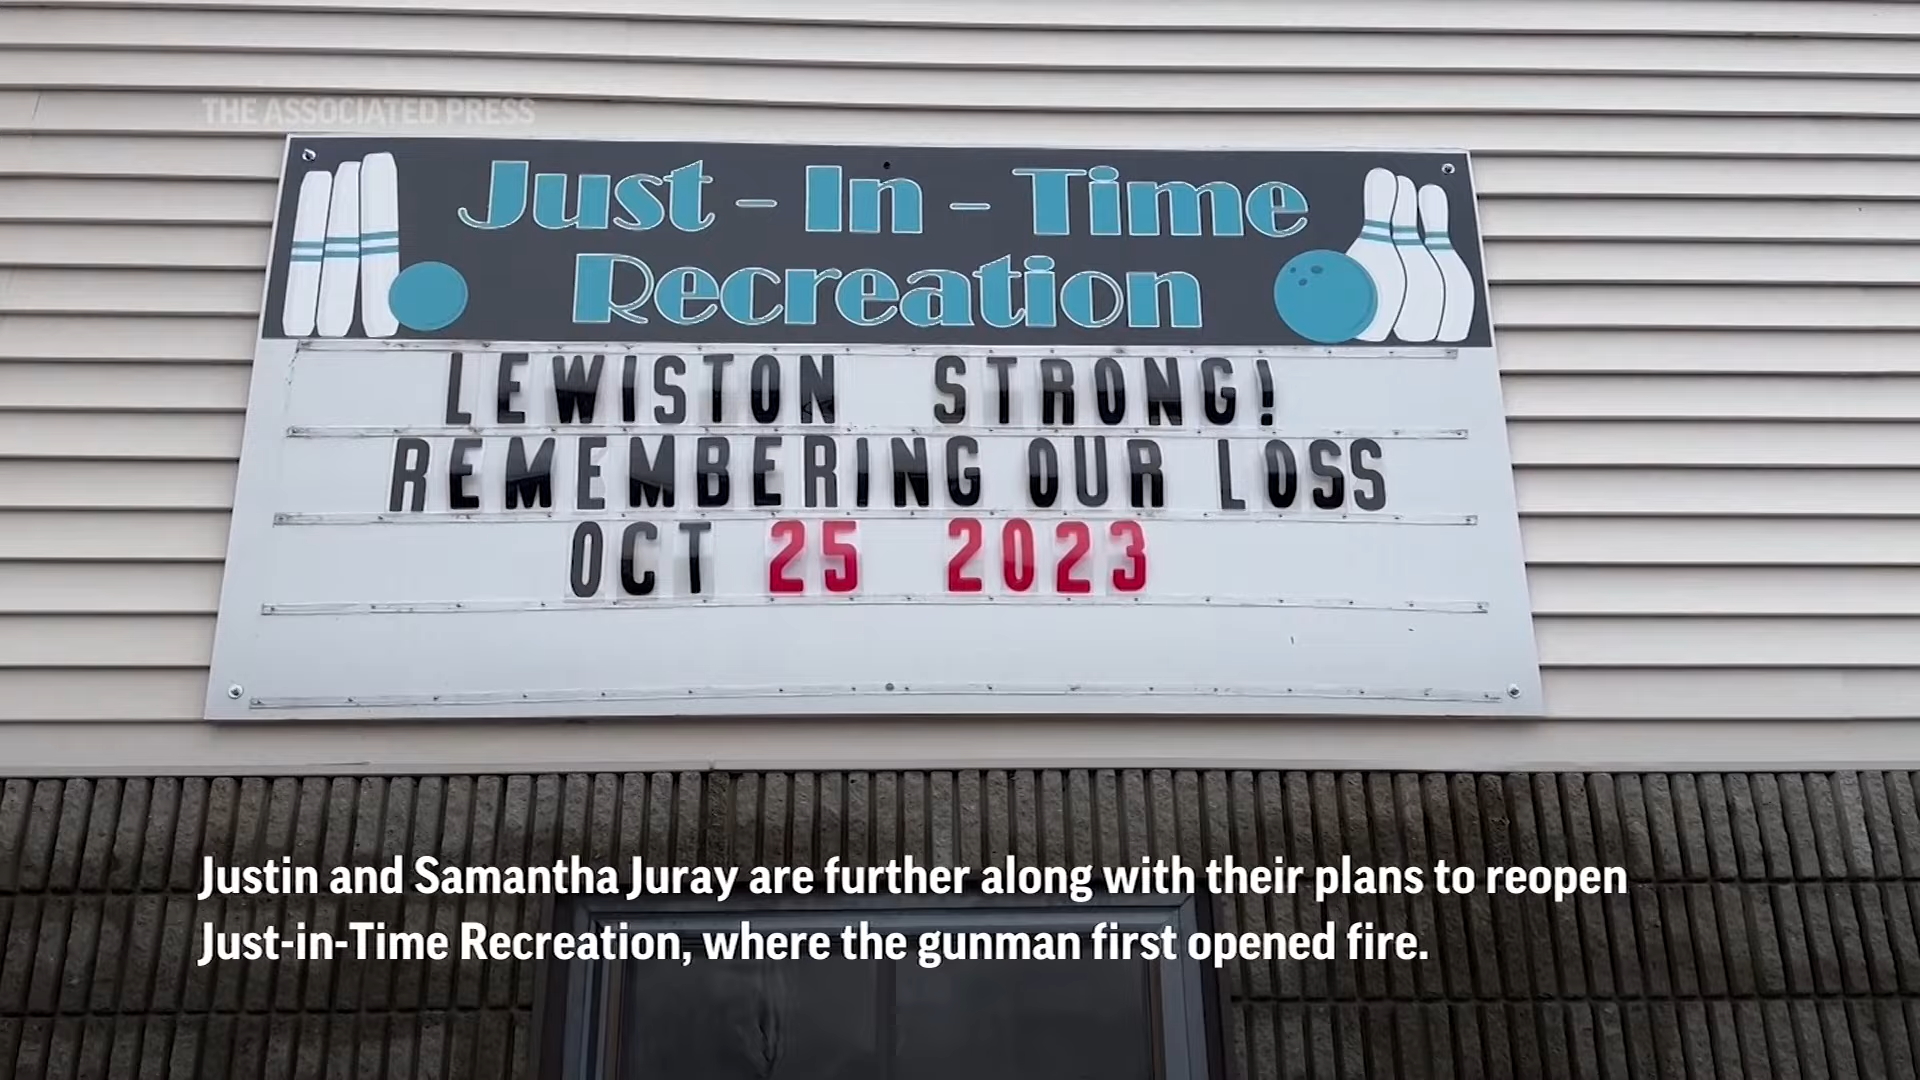 THE ASSOCIATED PRESS
Just-In-Time
Recreation
LEWISTON STRONG!
REMEMBERING OUR LOSS
OCT 25 2023
Justin and Samantha Juray are further along with their plans to reopen
Just-in-Time Recreation, where the gunman first opened fire.